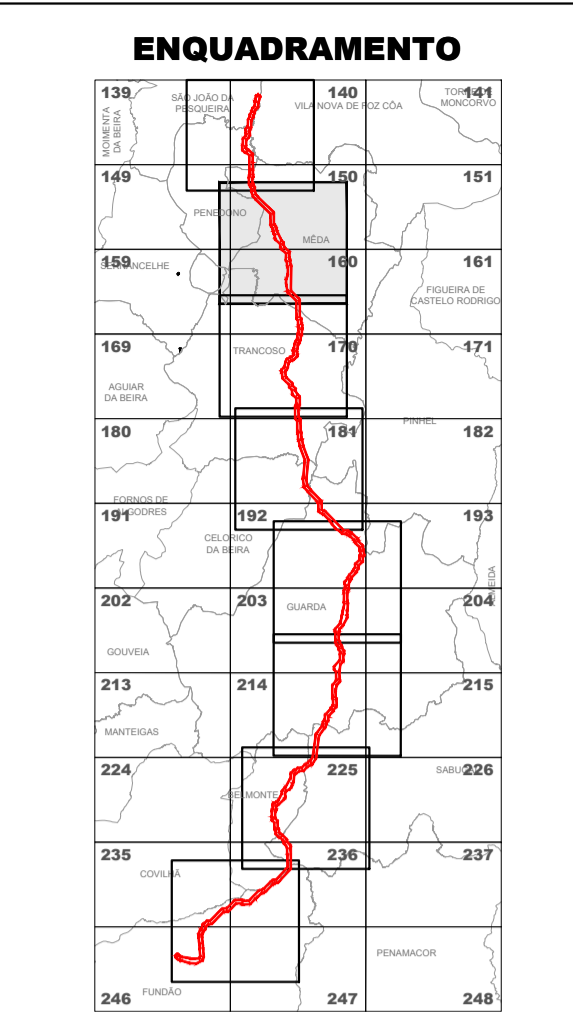 ENQUADRAMENTO
139
SÃO JOÃO DA
PESQUEIRA
140
VILA NOVA DE FOZ CÔA
141
MONCORVO
MOIMENTA
DA BEIRA
149
150
151
PENEDONO
MÊDA
159
SERNANCELHE
160
161
FIGUEIRA DE
CASTELO RODRIGO
169
TRANCOSO
170
171
AGUIAR
DA BEIRA
180
181
PINHEL
182
FORNOS DE
ALGODRES
191
192
193
CELORICO
DA BEIRA
202
203
GUARDA
204
ALMEIDA
GOUVEIA
213
214
215
MANTEIGAS
224
225
226
SABUGAL
BELMONTE
235
236
237
COVILHÃ
PENAMACOR
246
FUNDÃO
247
248